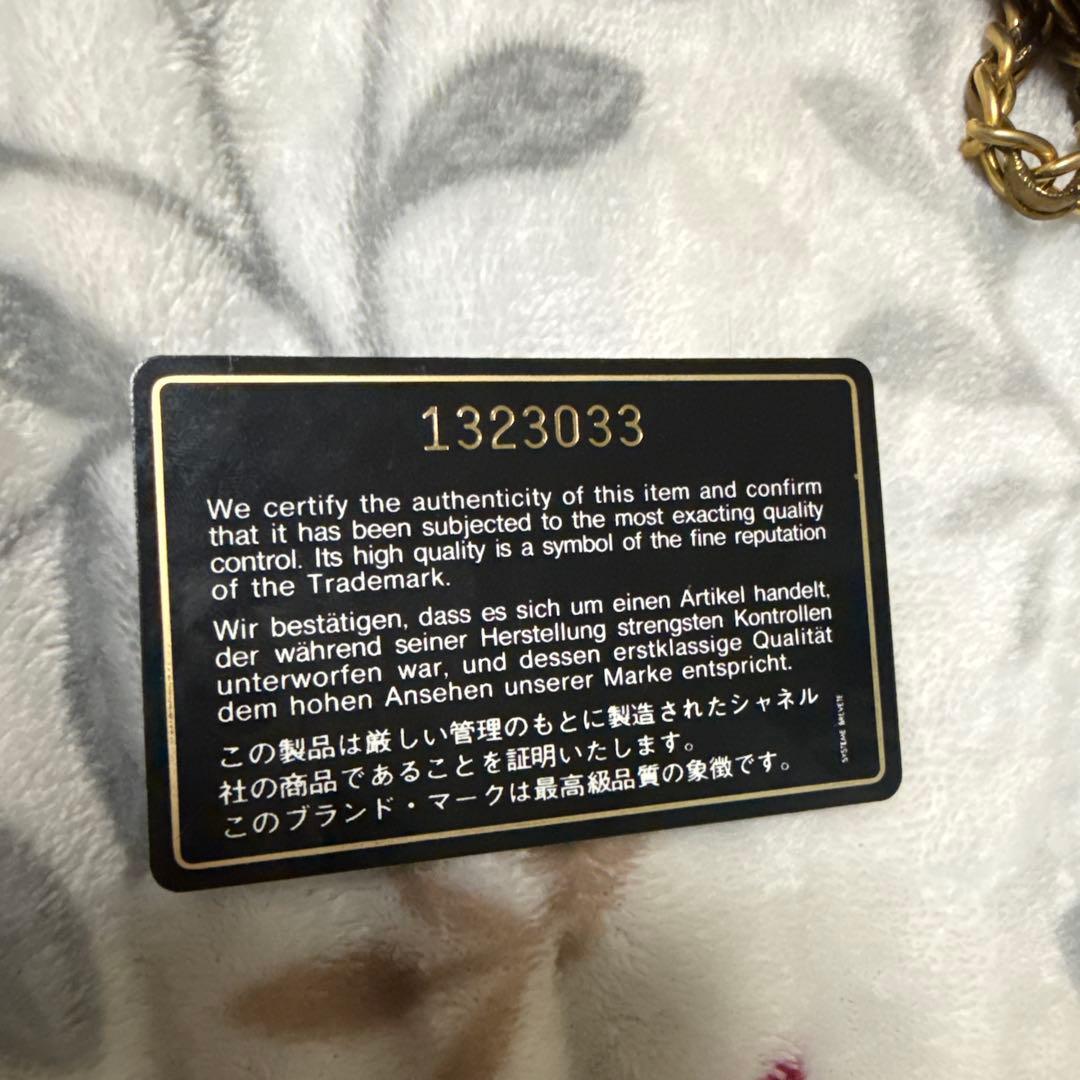 1323033
We certify the authenticity of this item and confirm
that it has been subjected to the most exacting quality
control. Its high quality is a symbol of the fine reputation
of the Trademark.
Wir bestätigen, dass es sich um einen Artikel handelt,
der während seiner Herstellung strengsten Kontrollen
unterworfen war, und dessen erstklassige Qualität
dem hohen Ansehen unserer Marke entspricht.
この製品は厳しい管理のもとに製造されたシャネル
社の商品であることを証明いたします。
このブランド・マークは最高級品質の象徴です。
SYSTEME BREVETE